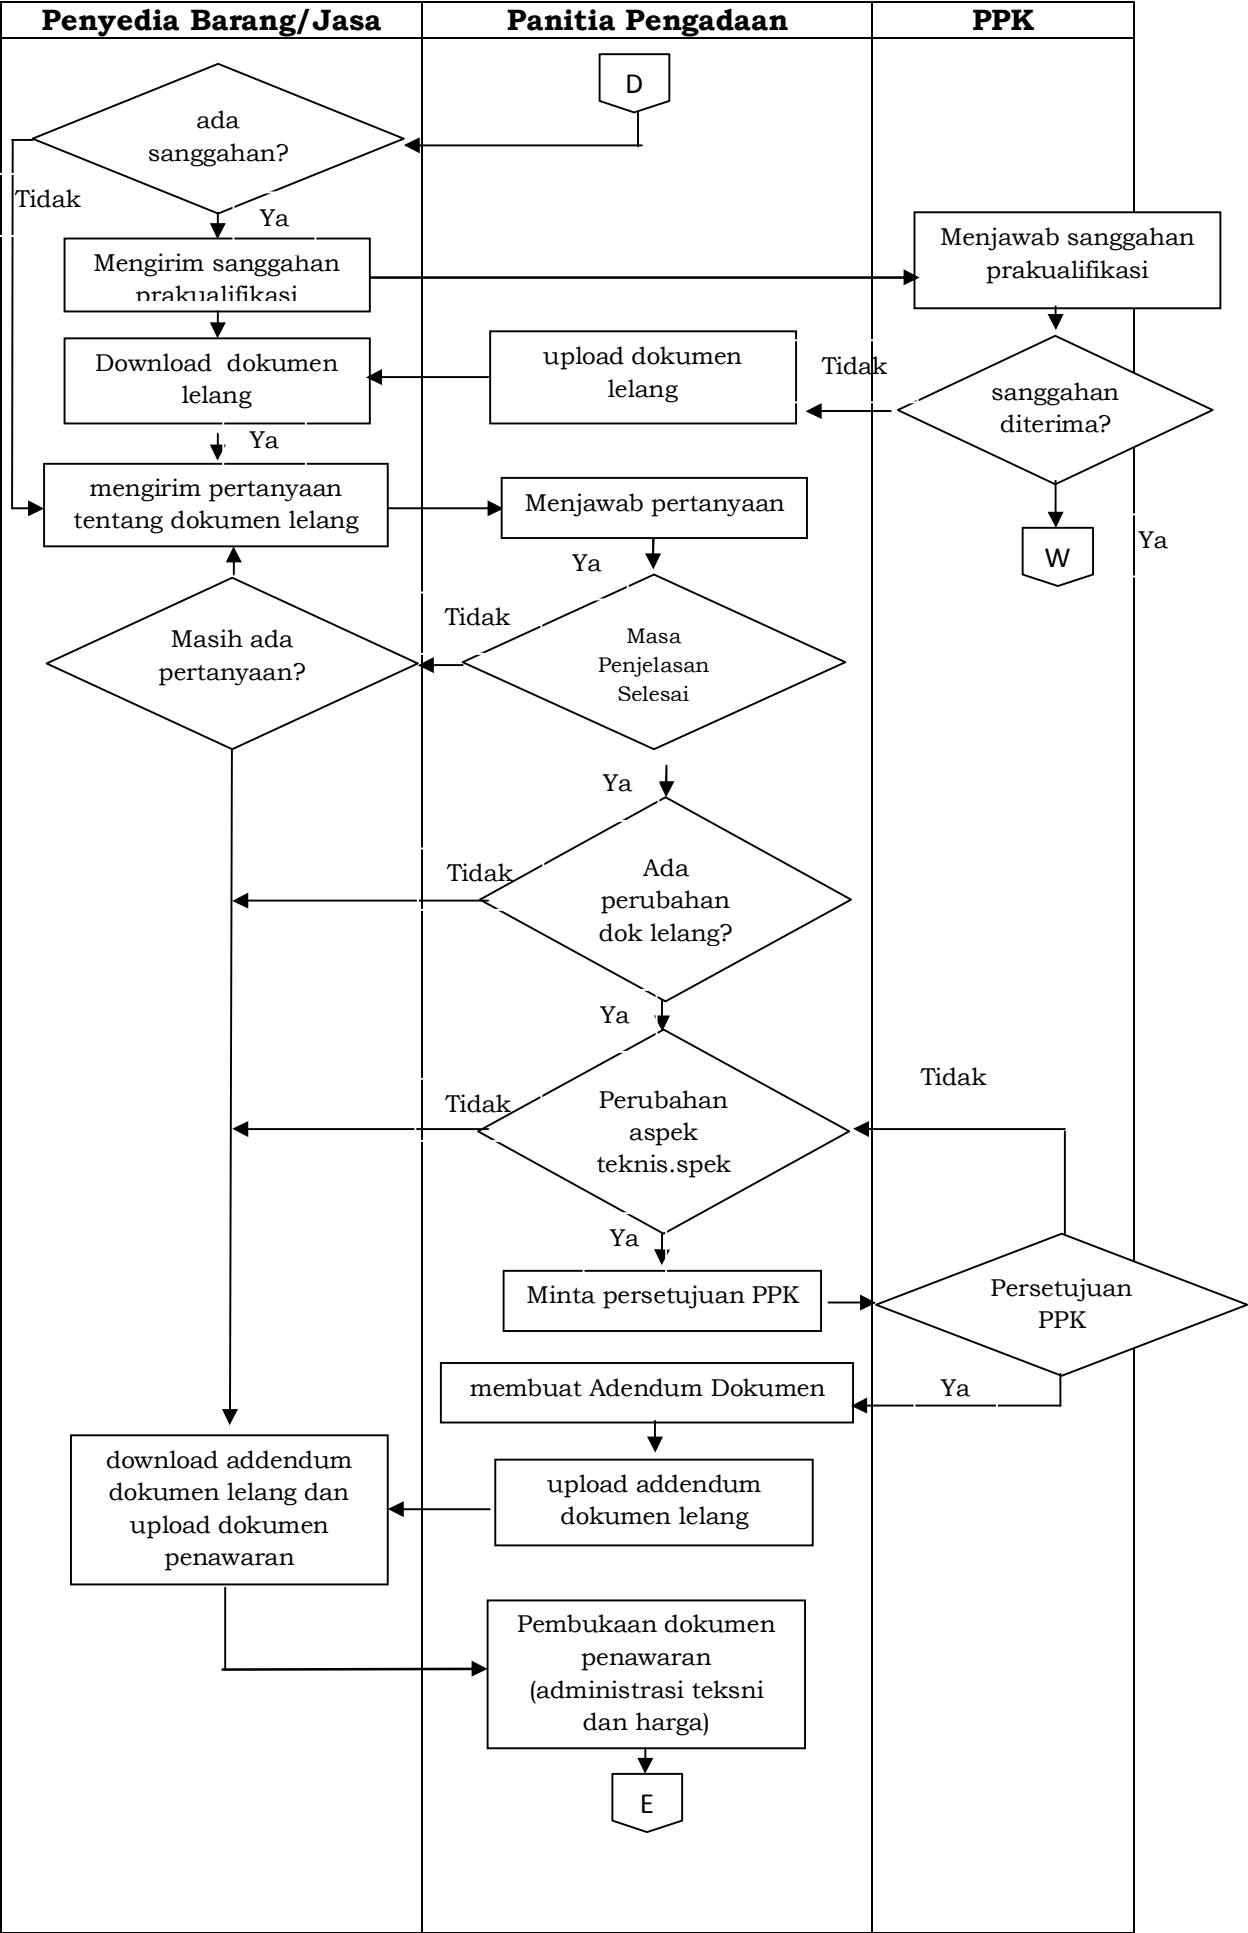 Penyedia Barang/Jasa
Panitia Pengadaan
PPK
D
ada
sanggahan?
Tidak
Ya
Mengirim sanggahan
prakualifikasi
Menjawab sanggahan
prakualifikasi
Download dokumen
lelang
upload dokumen
lelang
Tidak
sanggahan
diterima?
Ya
mengirim pertanyaan
tentang dokumen lelang
Menjawab pertanyaan
W
Ya
Ya
Tidak
Masih ada
pertanyaan?
Masa
Penjelasan
Selesai
Ya
Tidak
Ada
perubahan
dok lelang?
Ya
Tidak
Tidak
Perubahan
aspek
teknis.spek
Ya
Minta persetujuan PPK
Persetujuan
PPK
membuat Adendum Dokumen
Ya
download addendum
dokumen lelang dan
upload dokumen
penawaran
upload addendum
dokumen lelang
Pembukaan dokumen
penawaran
(administrasi teksni
dan harga)
E